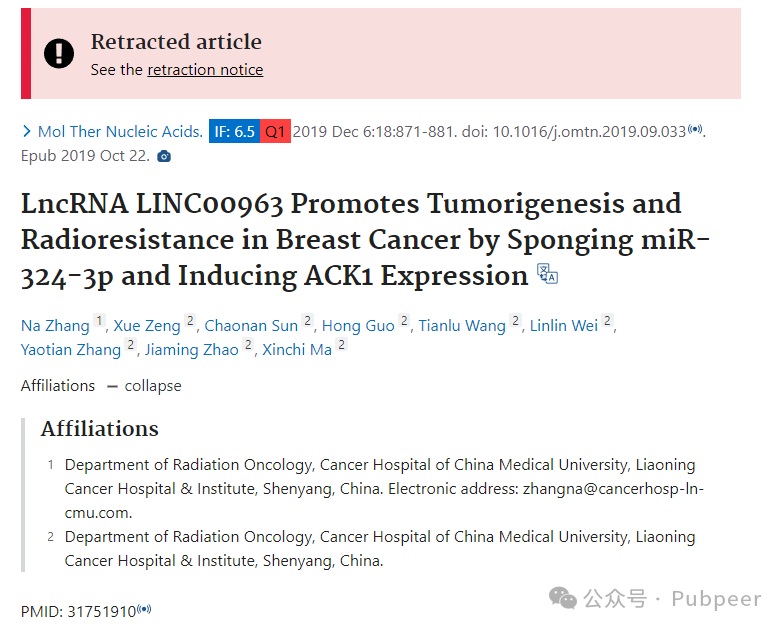 Retracted article
See the retraction notice
Mol Ther Nucleic Acids. IF: 6.5 Q1 2019 Dec 6:18:871-881. doi: 10.1016/j.omtn.2019.09.033.
Epub 2019 Oct 22.
LncRNA LINC00963 Promotes Tumorigenesis and
Radioresistance in Breast Cancer by Sponging miR-
324-3p and Inducing ACK1 Expression
Na Zhang 1, Xue Zeng 2, Chaonan Sun 2, Hong Guo 2, Tianlu Wang 2, Linlin Wei 2,
Yaotian Zhang 2, Jiaming Zhao 2, Xinchi Ma 2
Affiliations — collapse
Affiliations
1 Department of Radiation Oncology, Cancer Hospital of China Medical University, Liaoning
Cancer Hospital & Institute, Shenyang, China. Electronic address: zhangna@cancerhosp-ln-
cmu.com.
2 Department of Radiation Oncology, Cancer Hospital of China Medical University, Liaoning
Cancer Hospital & Institute, Shenyang, China.
PMID: 31751910
公众号 · Pubpeer